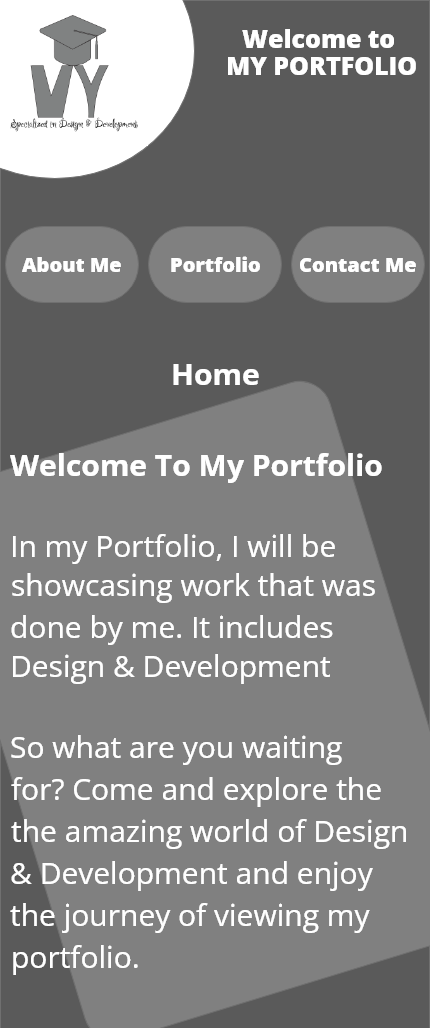 VY
Specialized in Design & Development
Welcome to
MY PORTFOLIO
About Me
Portfolio
Contact Me
Home
Welcome To My Portfolio
In my Portfolio, I will be
showcasing work that was
done by me. It includes
Design & Development
So what are you waiting
for? Come and explore the
the amazing world of Design
& Development and enjoy
the journey of viewing my
portfolio.